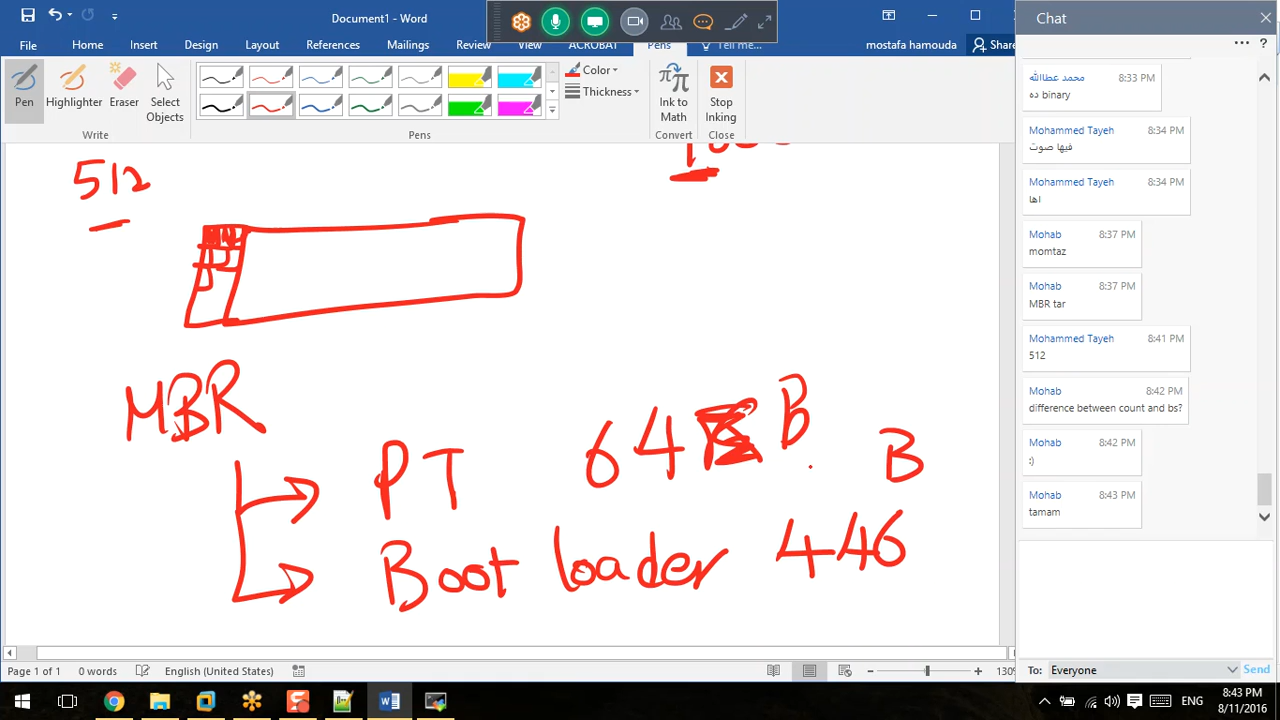 Document1 - Word
mostafa hamouda
Share
File
Home
Insert
Design
Layout
References
Mailings
Review
View
ACROBAT
Pens
Tell me...
Pen
Highlighter
Eraser
Select Objects
Color
Thickness
Ink to Math
Stop Inking
Write
Pens
Convert
Close
512
MBR
PT 64 B
B
Boot loader 446
Page 1 of 1
0 words
English (United States)
130%
Chat
محمد عطاالله 8:33 PM
ده binary
Mohammed Tayeh 8:34 PM
فيها صوت
Mohammed Tayeh 8:34 PM
اها
Mohab 8:37 PM
momtaz
Mohab 8:37 PM
MBR tar
Mohammed Tayeh 8:41 PM
512
Mohab 8:42 PM
difference between count and bs?
Mohab 8:42 PM
:)
Mohab 8:43 PM
tamam
To: Everyone Send
ENG
8:43 PM
8/11/2016